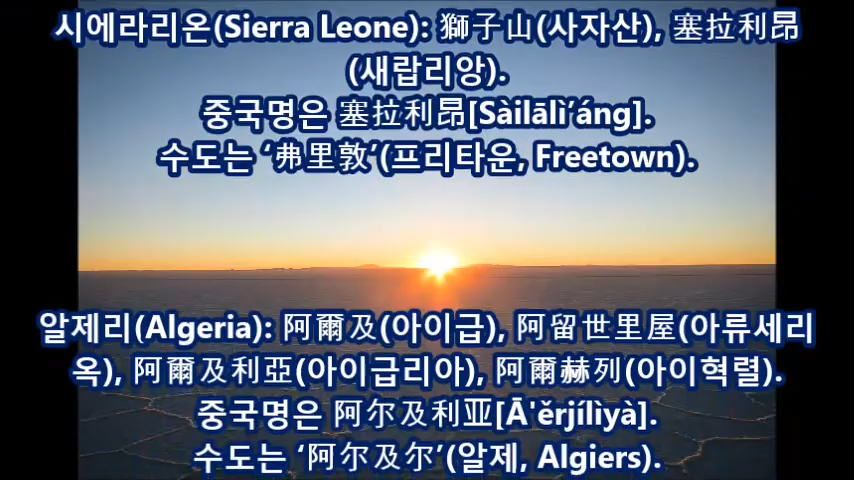 시에라리온(Sierra Leone): 獅子山(사자산), 塞拉利昂
(새랍리앙).
중국명은 塞拉利昂[Sàilālì’áng].
수도는 ‘弗里敦’(프리타운, Freetown).
알제리(Algeria): 阿爾及(아이급), 阿留世里屋(아류세리
옥), 阿爾及利亞(아이급리아), 阿爾赫列(아이혁렬).
중국명은 阿尔及利亚[Ā'ěrjílìyà].
수도는 ‘阿尔及尔’(알제, Algiers).